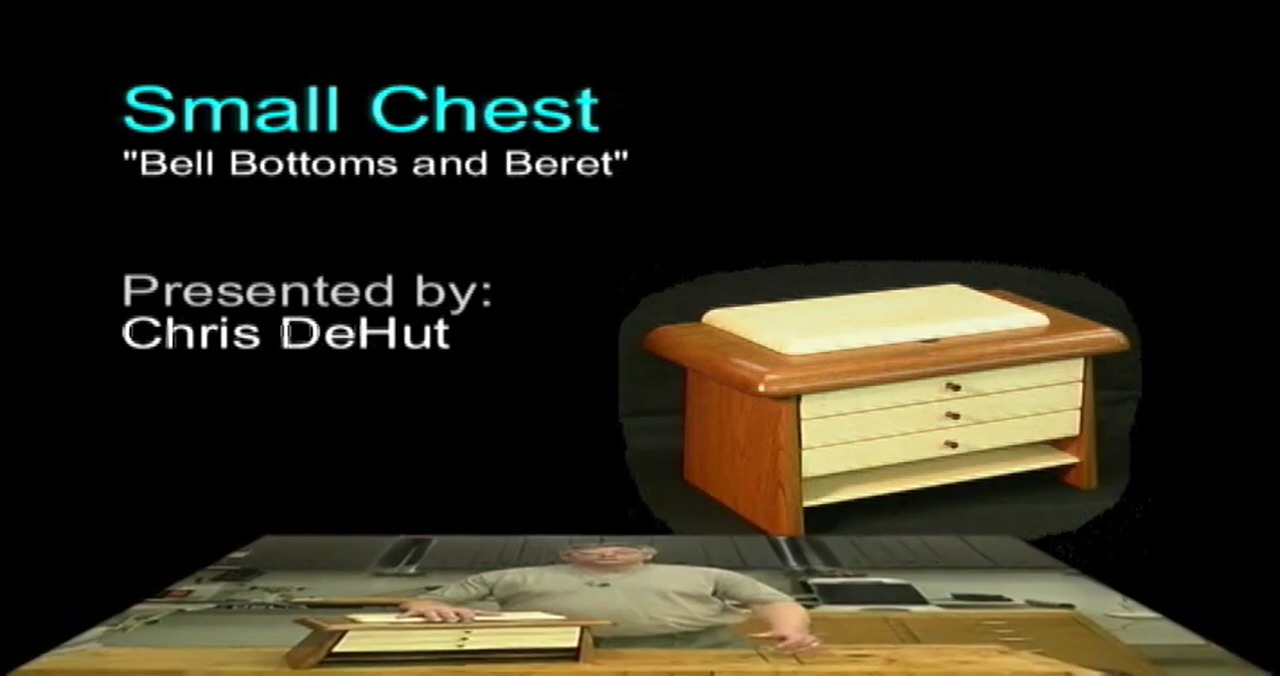 Small Chest
"Bell Bottoms and Beret"
Presented by:
Chris DeHut